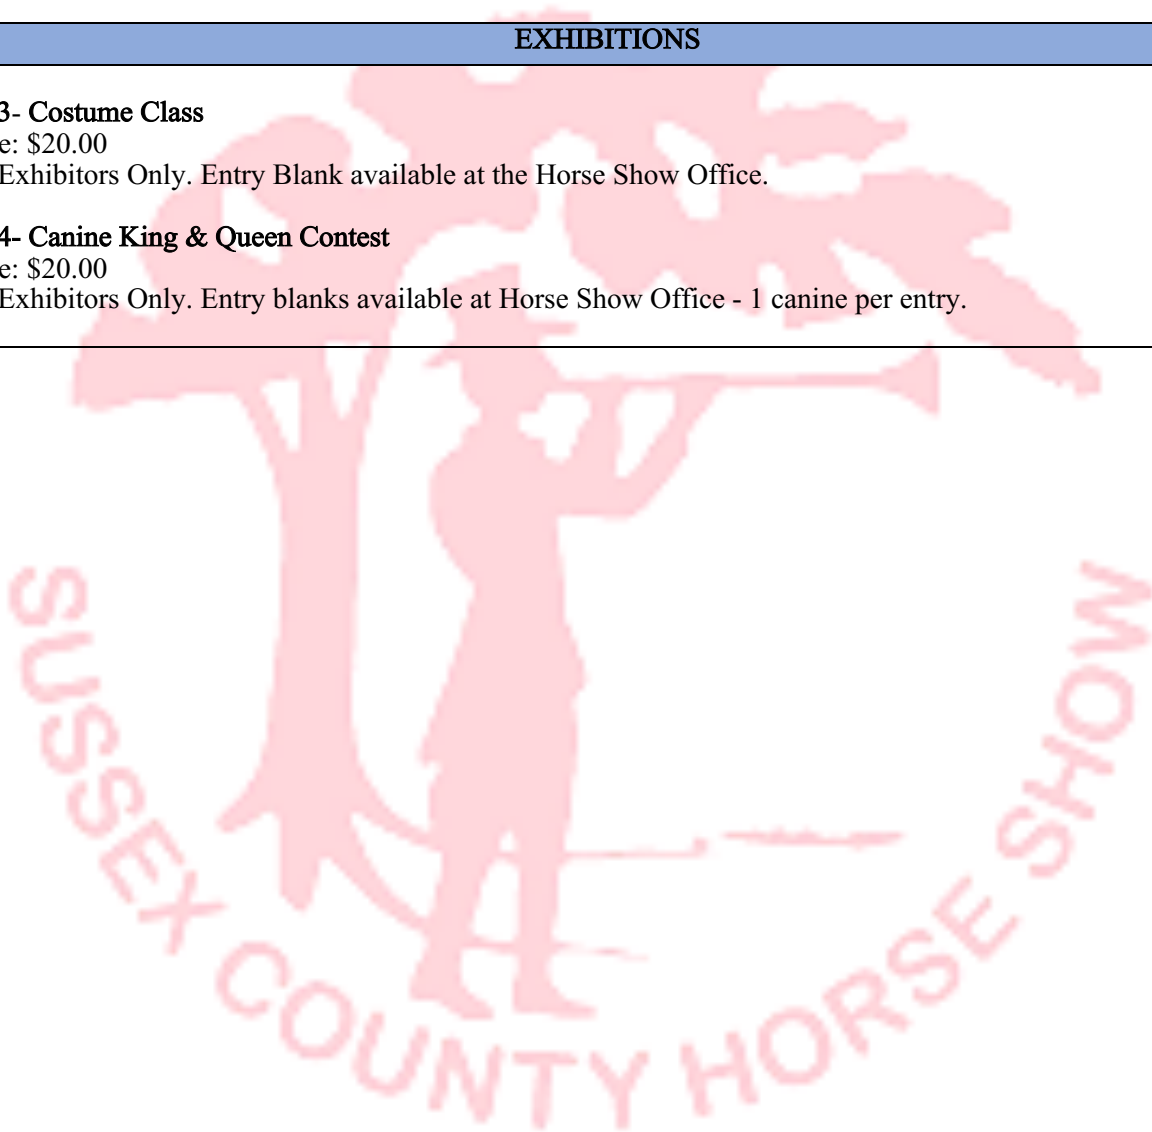 EXHIBITIONS
3- Costume Class
e: $20.00
Exhibitors Only. Entry Blank available at the Horse Show Office.
4- Canine King & Queen Contest
e: $20.00
Exhibitors Only. Entry blanks available at Horse Show Office - 1 canine per entry.
SUSSEX COUNTY HORSE SHOW